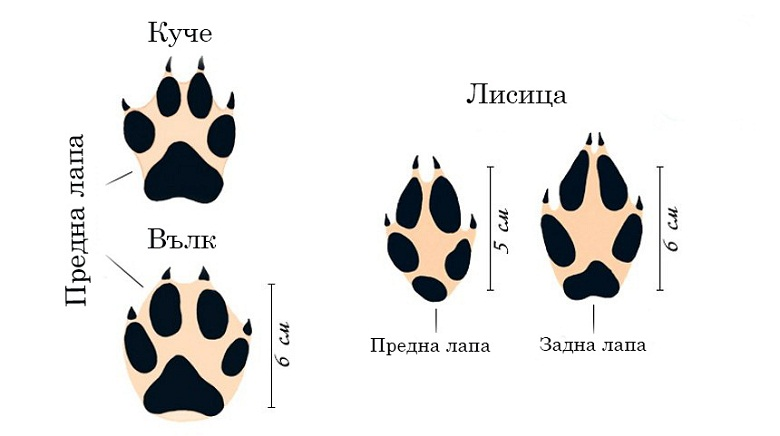 Куче
Предна лапа
Вълк
6 см
Лисица
5 см
6 см
Предна лапа
Задна лапа